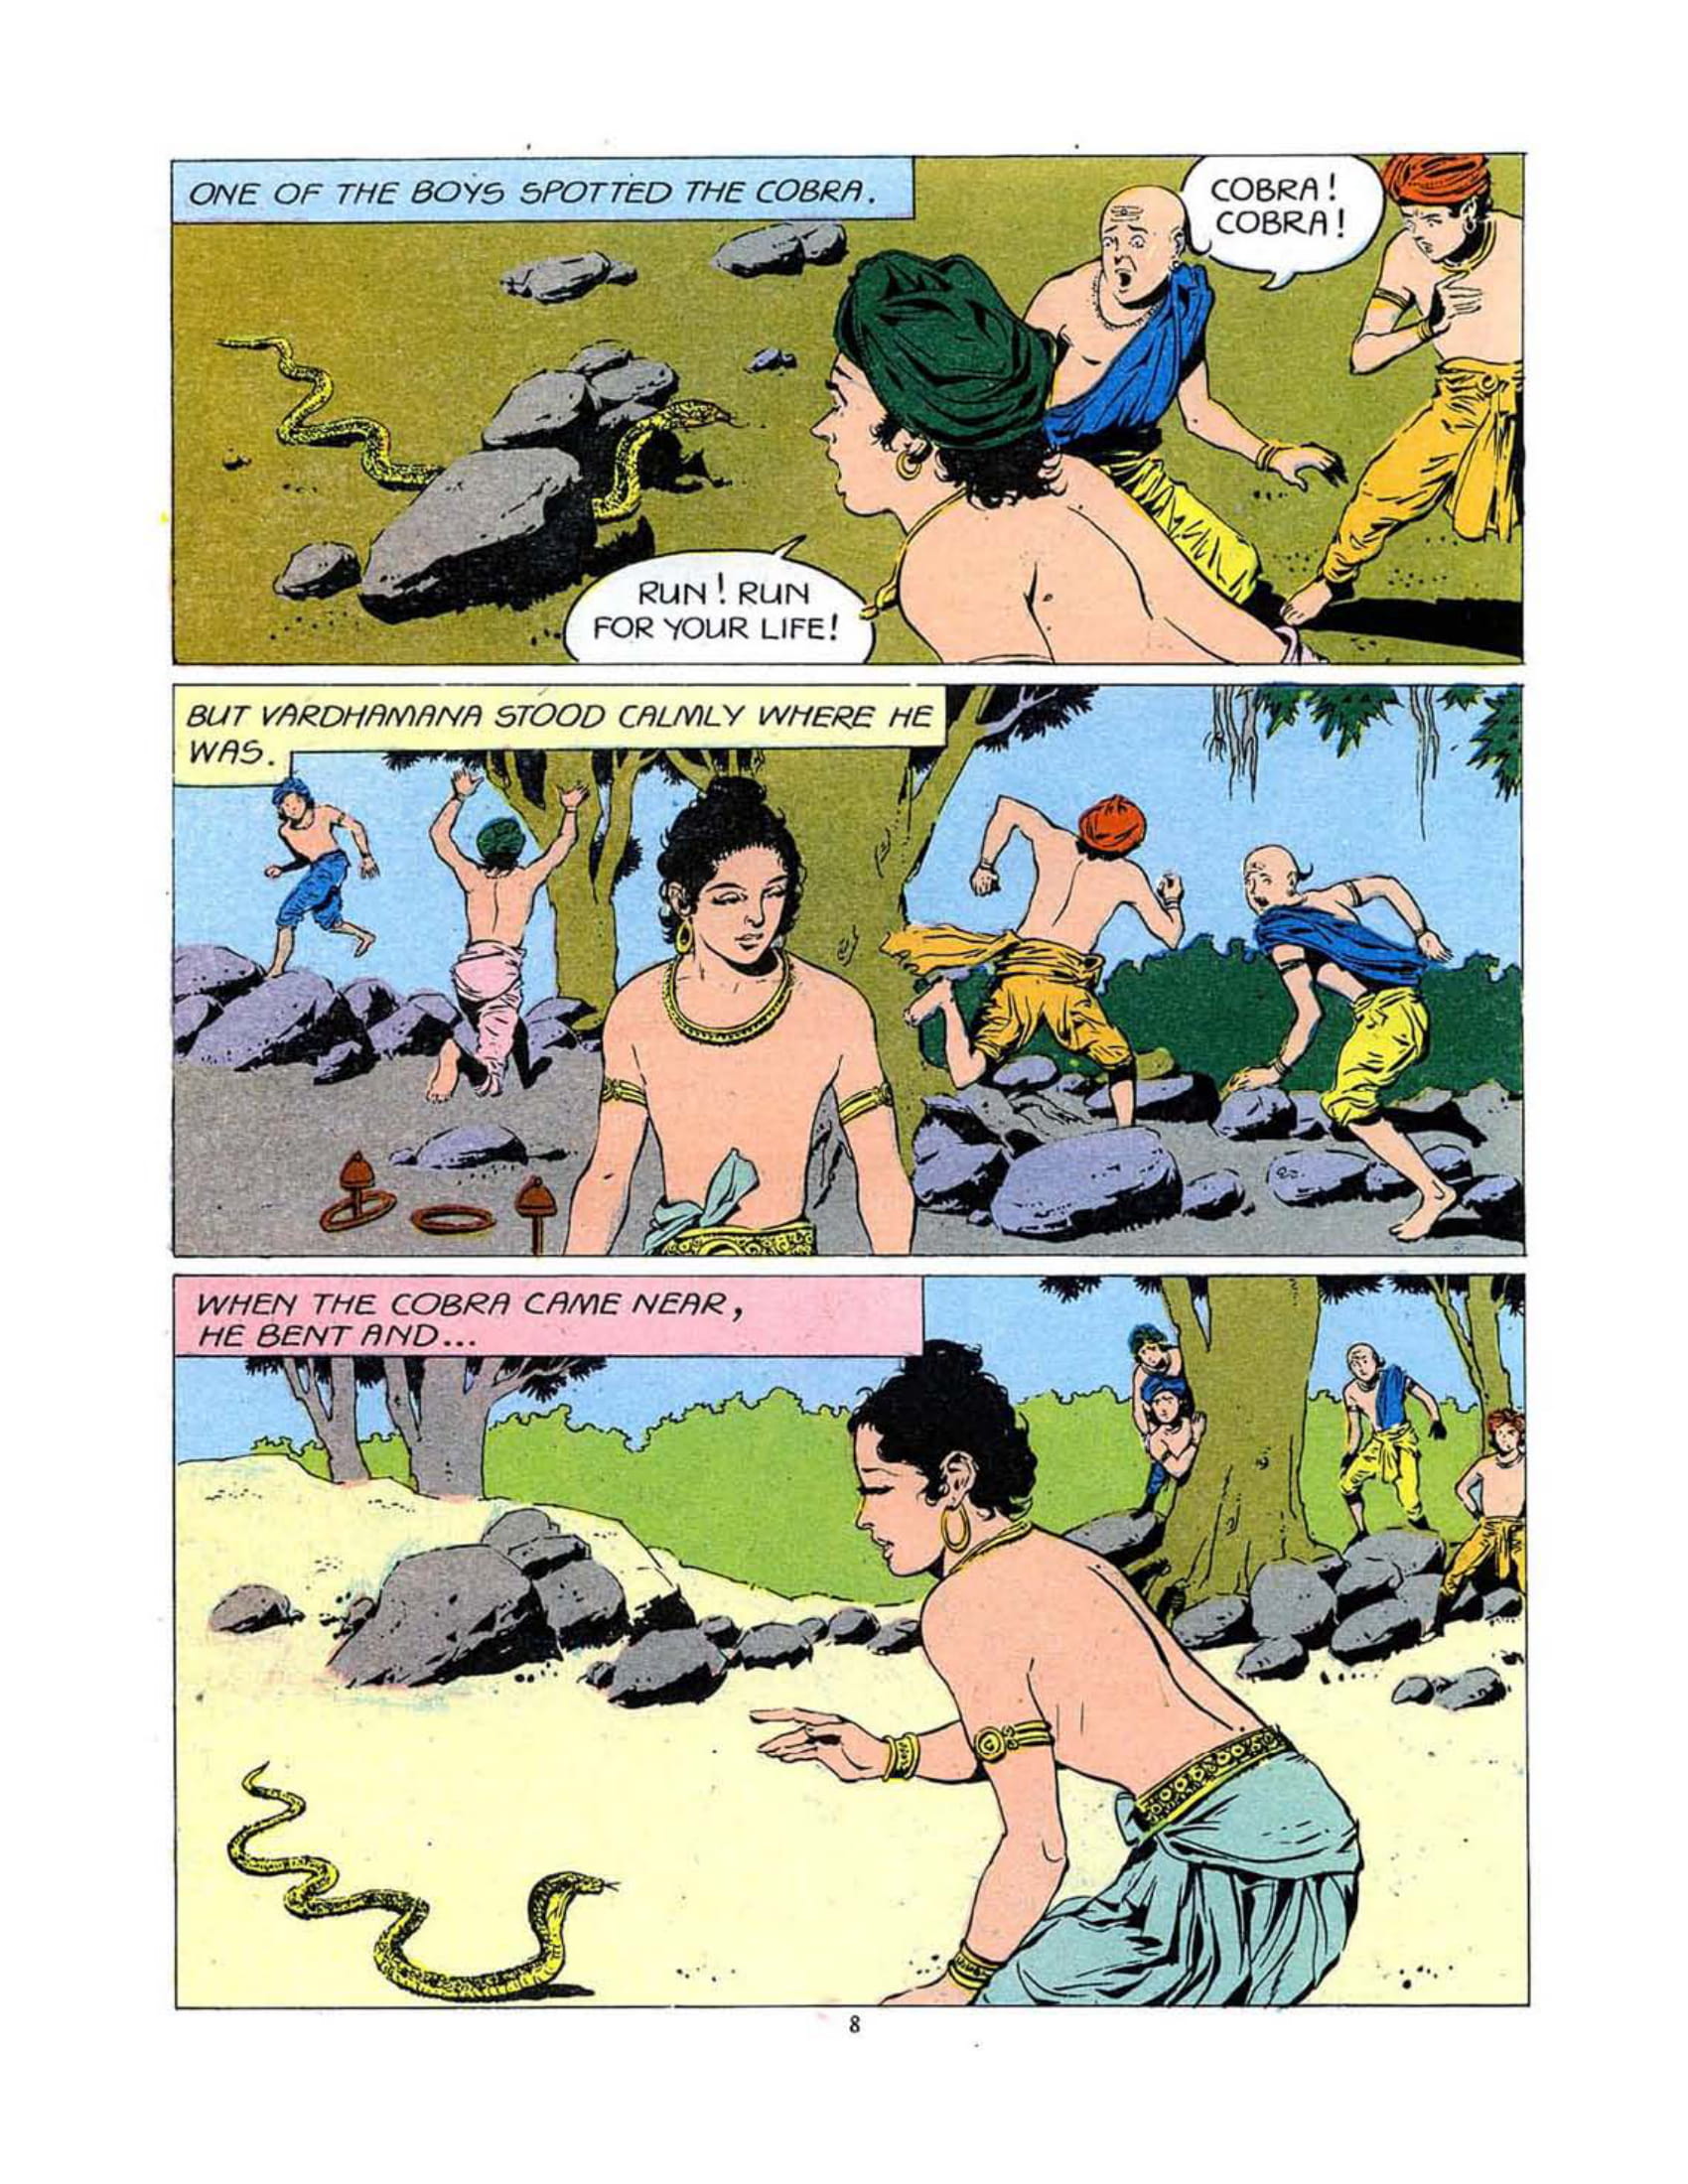 ONE OF THE BOYS SPOTTED THE COBRA.
COBRA!
COBRA!
RUN! RUN
FOR YOUR LIFE!
BUT VARDHAMANA STOOD CALMLY WHERE HE
WAS.
WHEN THE COBRA CAME NEAR,
HE BENT AND...
8